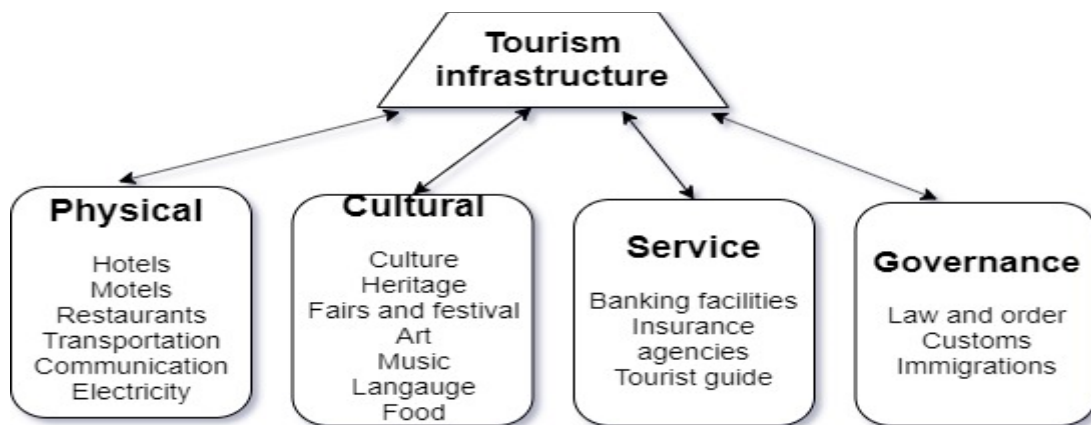 Tourism
infrastructure
Physical
Hotels
Motels
Restaurants
Transportation
Communication
Electricity
Cultural
Culture
Heritage
Fairs and festival
Art
Music
Langauge
Food
Service
Banking facilities
Insurance
agencies
Tourist guide
Governance
Law and order
Customs
Immigrations